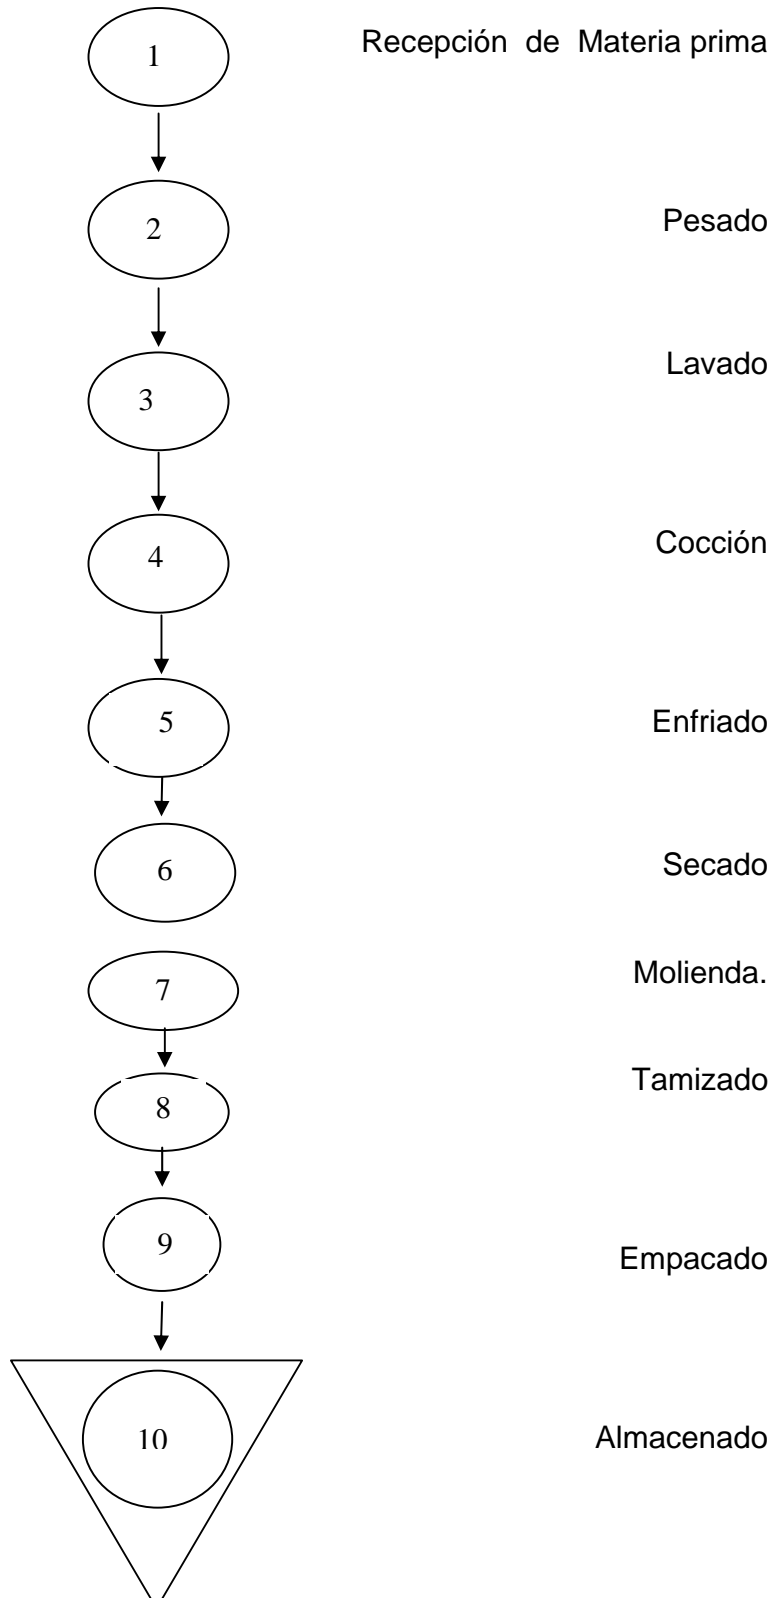 1 Recepción de Materia prima
2 Pesado
3 Lavado
4 Cocción
5 Enfriado
6 Secado
7 Molienda.
8 Tamizado
9 Empacado
10 Almacenado